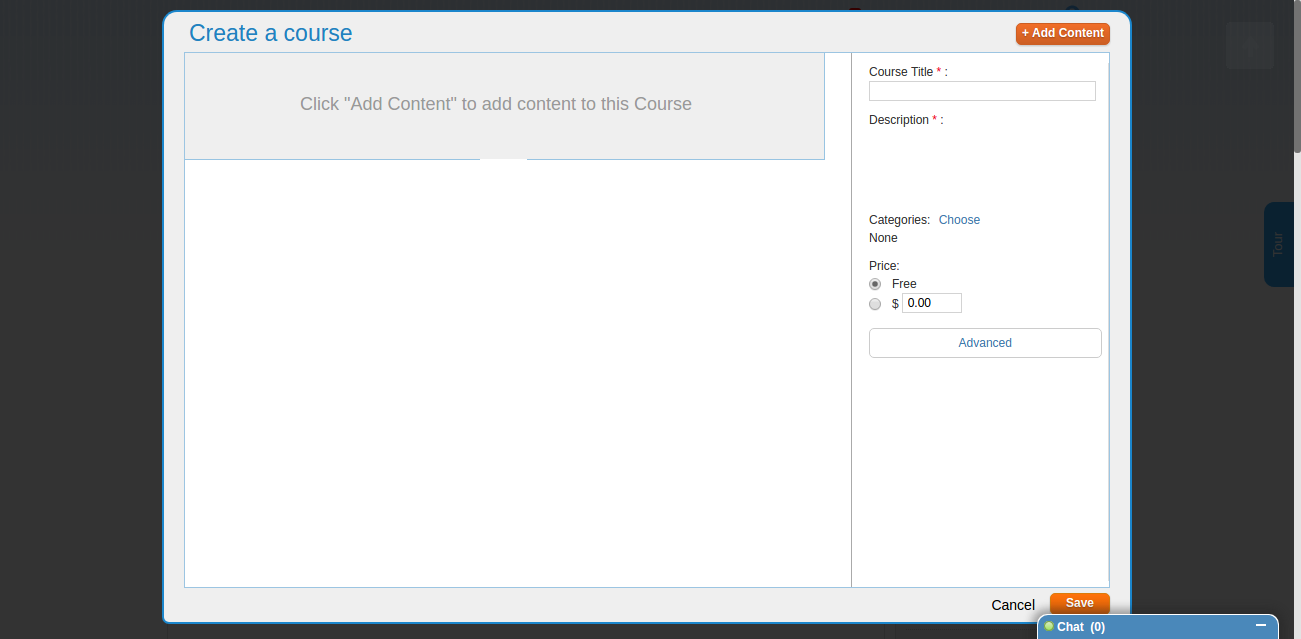 Create a course
+ Add Content
Click "Add Content" to add content to this Course
Course Title * :
Description * :
Categories: Choose
None
Price:
Free
$ 0.00
Advanced
Tour
Cancel
Save
Chat (0)